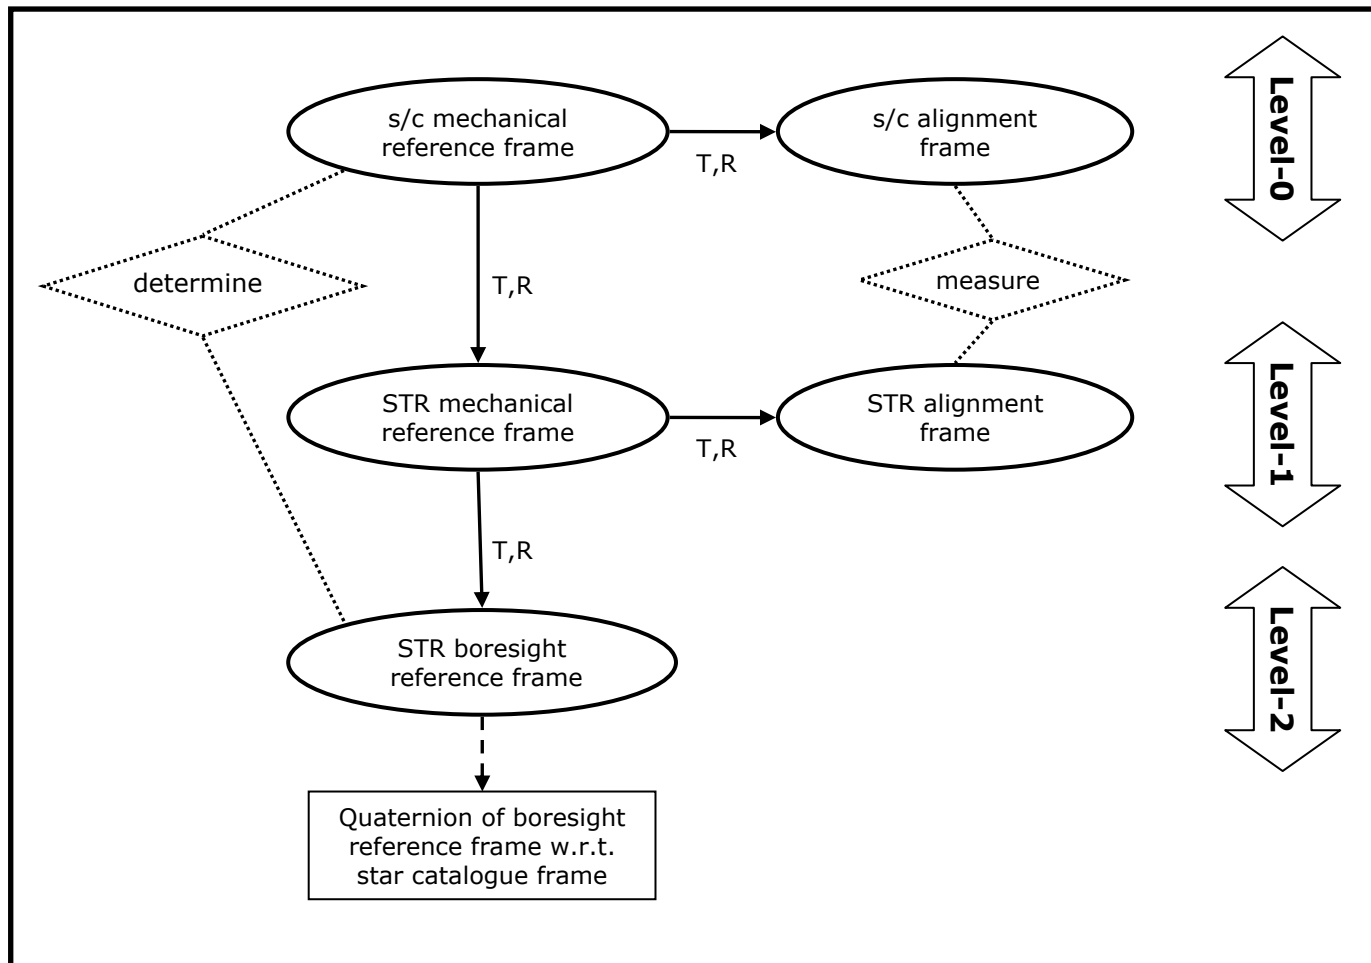 s/c mechanical
reference frame
T,R
s/c alignment
frame
Level-0
determine
T,R
measure
STR mechanical
reference frame
T,R
STR alignment
frame
Level-1
T,R
STR boresight
reference frame
Level-2
Quaternion of boresight
reference frame w.r.t.
star catalogue frame